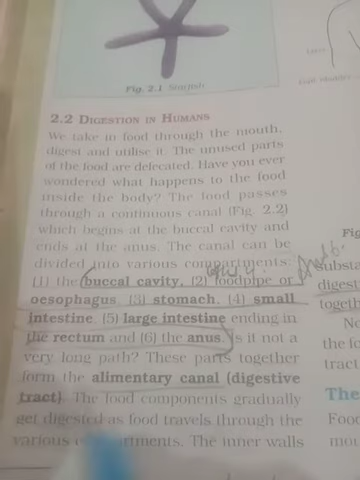 Fig. 2.1 Starfish
2.2 DIGESTION IN HUMANS
We take in food through the mouth,
digest and utilise it. The unused parts
of the food are defecated. Have you ever
wondered what happens to the food
inside the body? The food passes
through a continuous canal (Fig. 2.2)
which begins at the buccal cavity and
ends at the anus. The canal can be
divided into various compartments:
(1) the buccal cavity, (2) foodpipe or
oesophagus, (3) stomach, (4) small
intestine, (5) large intestine ending in
the rectum and (6) the anus. Is it not a
very long path? These parts together
form the alimentary canal (digestive
tract). The food components gradually
get digested as food travels through the
various compartments. The inner walls
Fig
substa
digest
togeth
Ne
the fo
tract
The
Food
mou